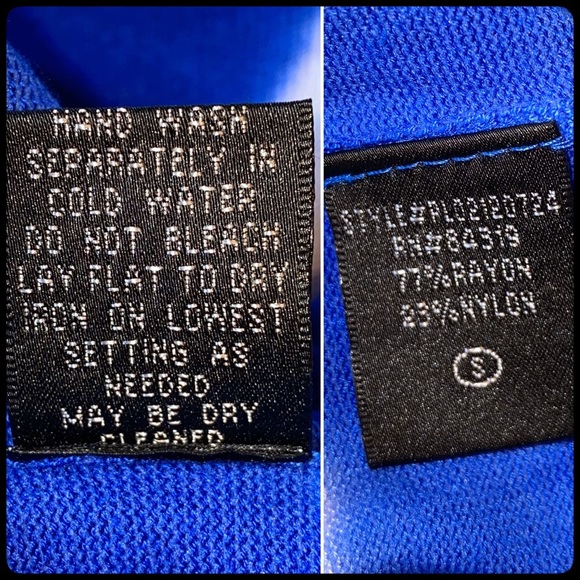 HAND WASH
SEPARATELY IN
COLD WATER
DO NOT BLEACH
LAY FLAT TO DRY
IRON ON LOWEST
SETTING AS
NEEDED
MAY BE DRY
CLEANED
STYLE#PL02120724
RN#84319
77%RAYON
23%NYLON
S